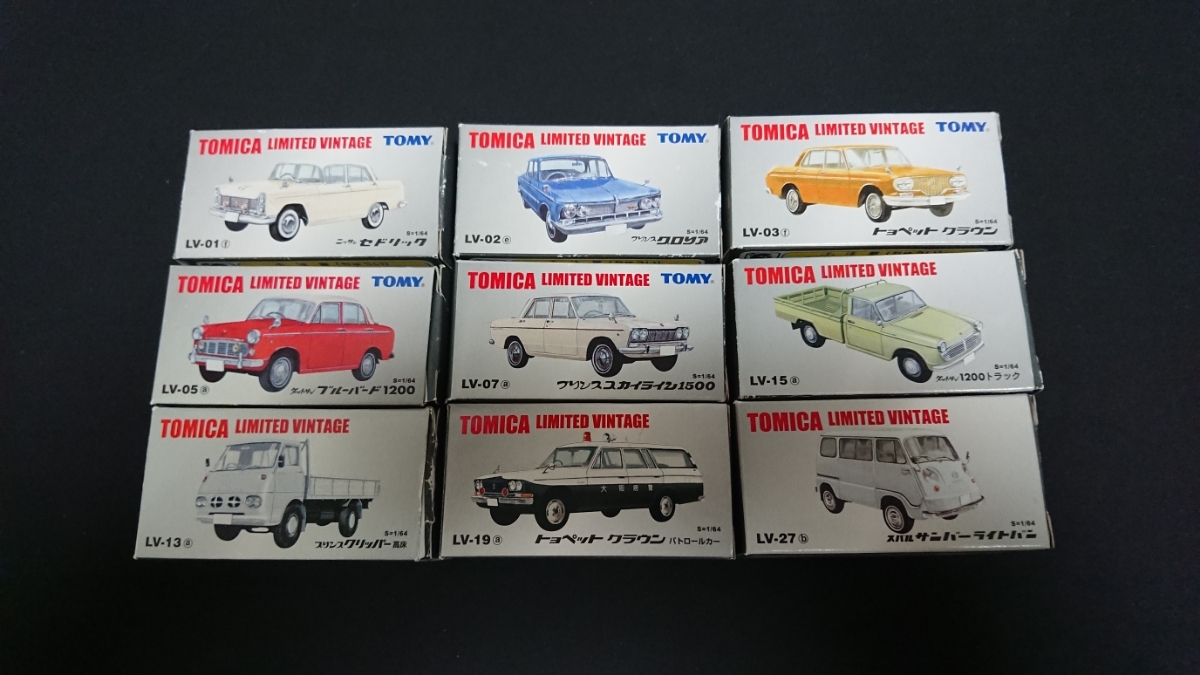 TOMICA LIMITED VINTAGE TOMY
LV-01 f S=1/64 ニッサン セドリック
TOMICA LIMITED VINTAGE TOMY
LV-02 e S=1/64 プリンス グロリア
TOMICA LIMITED VINTAGE TOMY
LV-03 f S=1/64 トヨペット クラウン
TOMICA LIMITED VINTAGE TOMY
LV-05 a S=1/64 ダットサン ブルーバード1200
TOMICA LIMITED VINTAGE TOMY
LV-07 a S=1/64 プリンス スカイライン1500
TOMICA LIMITED VINTAGE
LV-15 a S=1/64 ダットサン 1200トラック
TOMICA LIMITED VINTAGE
LV-13 a S=1/64 プリンス クリッパー 高床
TOMICA LIMITED VINTAGE
大阪府警
LV-19 a S=1/64 トヨペット クラウン パトロールカー
TOMICA LIMITED VINTAGE
LV-27 b S=1/64 スバル サンバーライトバン